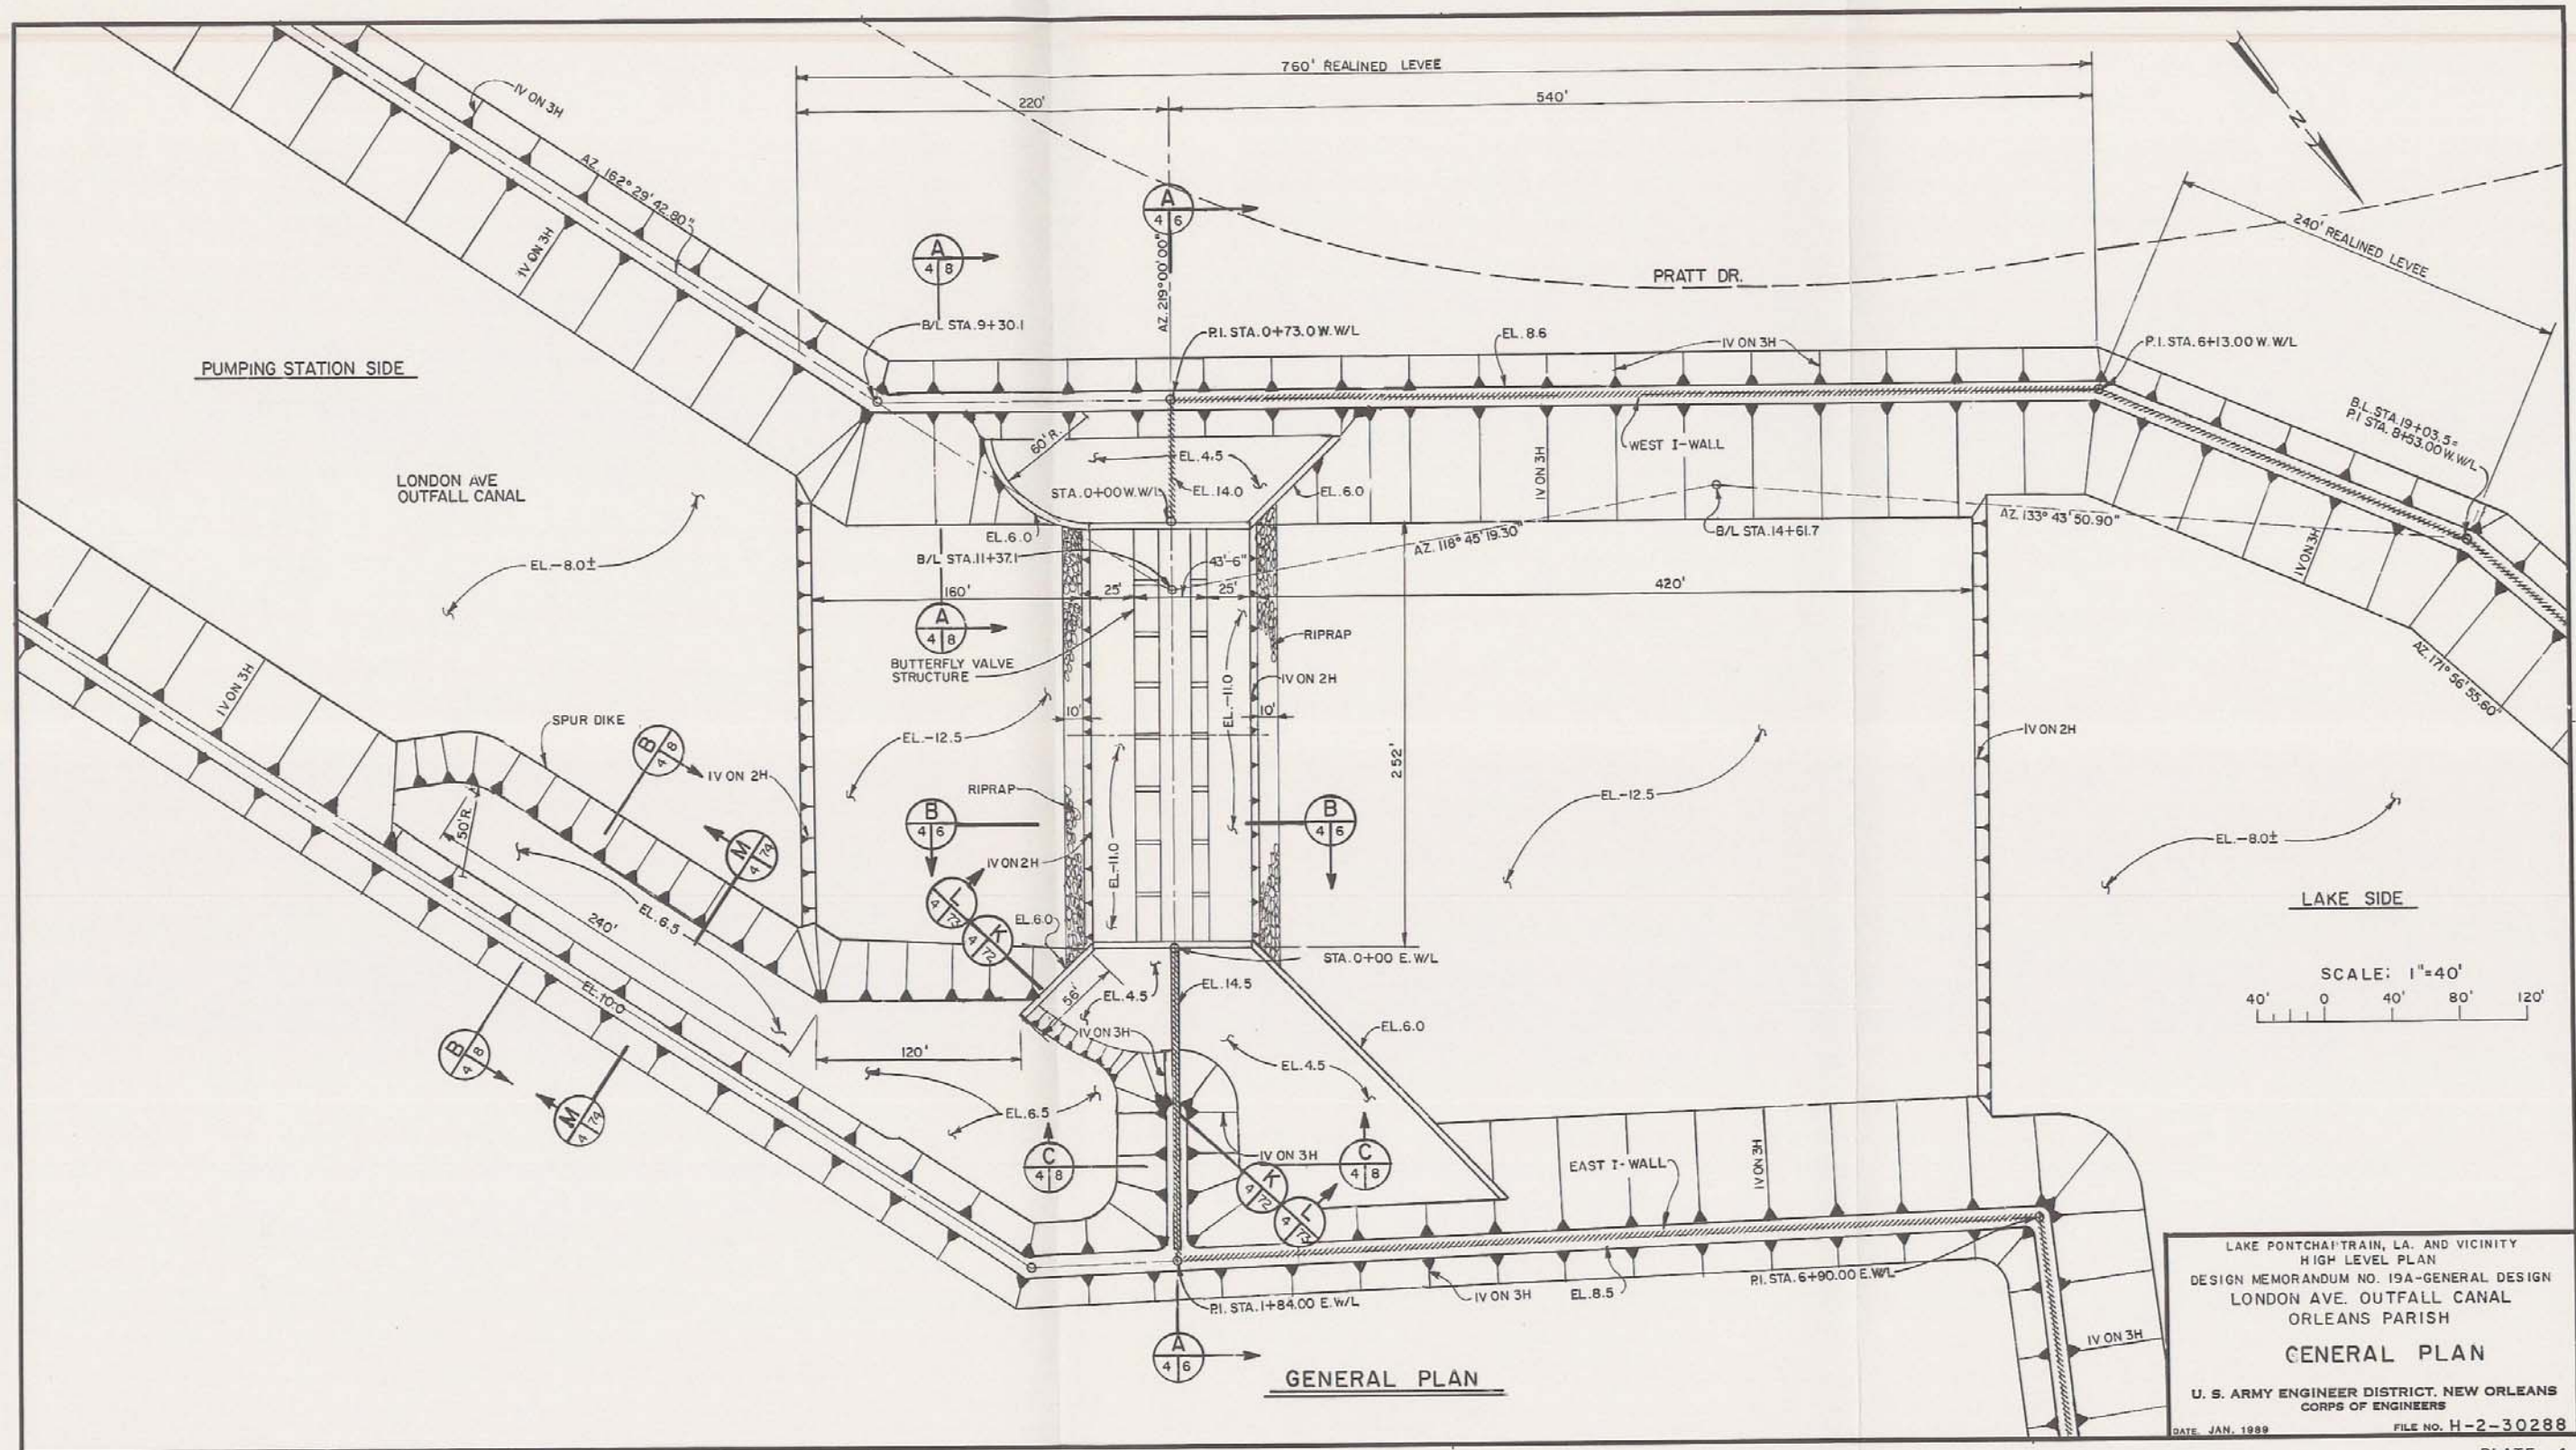 760' REALINED LEVEE
220'
540'
IV ON 3H
AZ. 162° 29' 42.80"
IV ON 3H
A
4 8
A
4 6
AZ. 219° 00' 00"
PRATT DR.
N
240' REALINED LEVEE
B/L STA. 9+30.1
P.I. STA. 0+73.0 W. W/L
EL. 8.6
IV ON 3H
P.I. STA. 6+13.00 W. W/L
PUMPING STATION SIDE
B.L. STA. 19+03.5=
P.I STA. 8+53.00 W. W/L
60' R.
EL. 4.5
WEST I-WALL
IV ON 3H
LONDON AVE
OUTFALL CANAL
STA. 0+00 W. W/L
EL. 14.0
EL. 6.0
EL. 6.0
B/L STA. 14+61.7
AZ. 133° 43' 50.90"
AZ. 118° 45' 19.30"
IV ON 3H
EL.-8.0±
B/L STA. 11+37.1
43'-6"
160'
25'
25'
420'
A
4 8
RIPRAP
BUTTERFLY VALVE
STRUCTURE
IV ON 2H
AZ. 171° 56' 55.60"
IV ON 3H
SPUR DIKE
B
4 8
IV ON 2H
EL.-12.5
10'
EL.-11.0
10'
252'
IV ON 2H
RIPRAP
EL.-12.5
50' R.
B
4 6
B
4 6
EL.-8.0±
M
4 74
IV ON 2H
EL.-11.0
L
4 73
K
4 72
EL. 6.0
LAKE SIDE
240'
EL. 6.5
STA. 0+00 E. W/L
EL. 10.0
56'
EL. 4.5
EL. 14.5
SCALE: 1"=40'
40' 0 40' 80' 120'
B
4 8
IV ON 3H
EL. 6.0
120'
EL. 4.5
M
4 74
EL. 6.5
C
4 8
IV ON 3H
C
4 8
EAST I-WALL
IV ON 3H
K
4 72
L
4 73
P.I. STA. 6+90.00 E. W/L
P.I. STA. 1+84.00 E. W/L
IV ON 3H
EL. 8.5
IV ON 3H
A
4 6
GENERAL PLAN
LAKE PONTCHARTRAIN, LA. AND VICINITY
HIGH LEVEL PLAN
DESIGN MEMORANDUM NO. 19A-GENERAL DESIGN
LONDON AVE. OUTFALL CANAL
ORLEANS PARISH
GENERAL PLAN
U. S. ARMY ENGINEER DISTRICT, NEW ORLEANS
CORPS OF ENGINEERS
DATE. JAN. 1989 FILE NO. H-2-30288